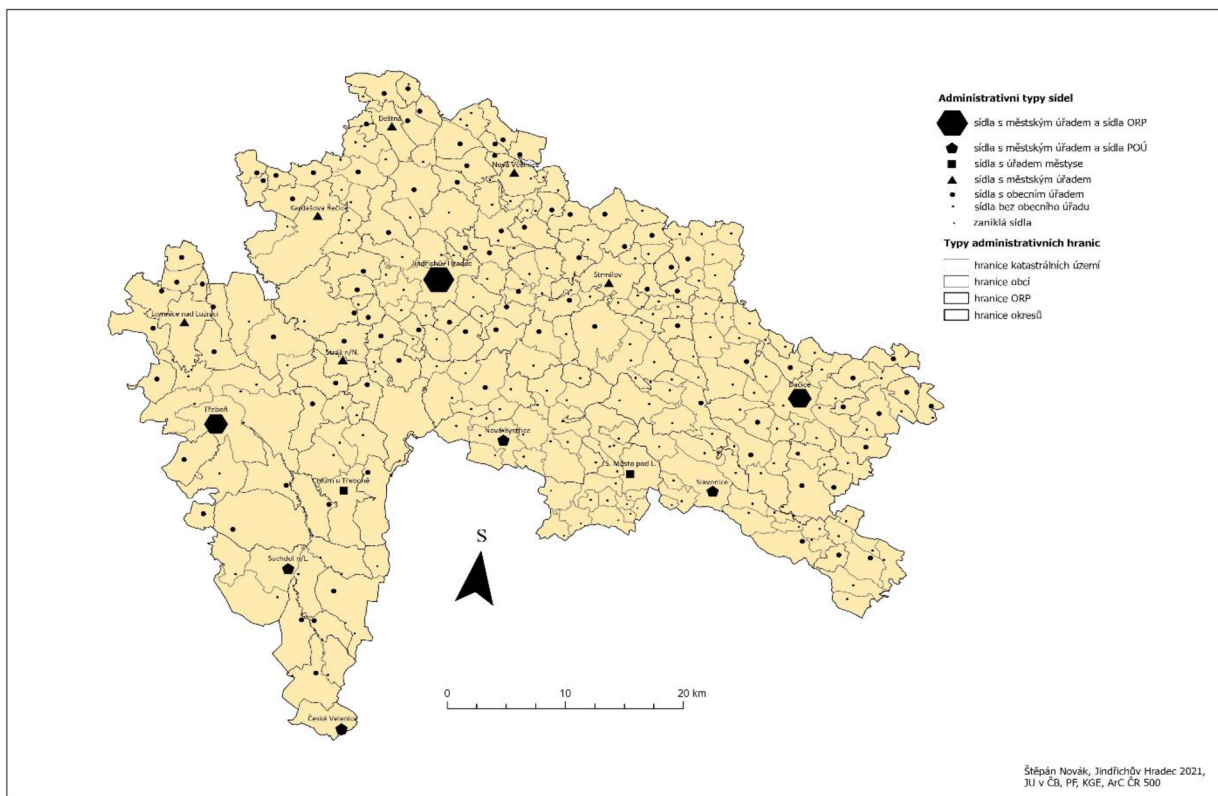 Deštná
Nová Včelnice
Kardašova Řečice
Jindřichův Hradec
Strmilov
Lomnice nad Lužnicí
Stráž n/N.
Dačice
Třeboň
Nová Bystřice
S. Město pod L.
Slavonice
Chlum u Třeboně
Suchdol n/L.
České Velenice
S
0 10 20 km
Administrativní typy sídel
sídla s městským úřadem a sídla ORP
sídla s městským úřadem a sídla POÚ
sídla s úřadem městyse
sídla s městským úřadem
sídla s obecním úřadem
sídla bez obecního úřadu
zaniklá sídla
Typy administrativních hranic
hranice katastrálních území
hranice obcí
hranice ORP
hranice okresů
Štěpán Novák, Jindřichův Hradec 2021,
JU v ČB, PF, KGE, ArC ČR 500